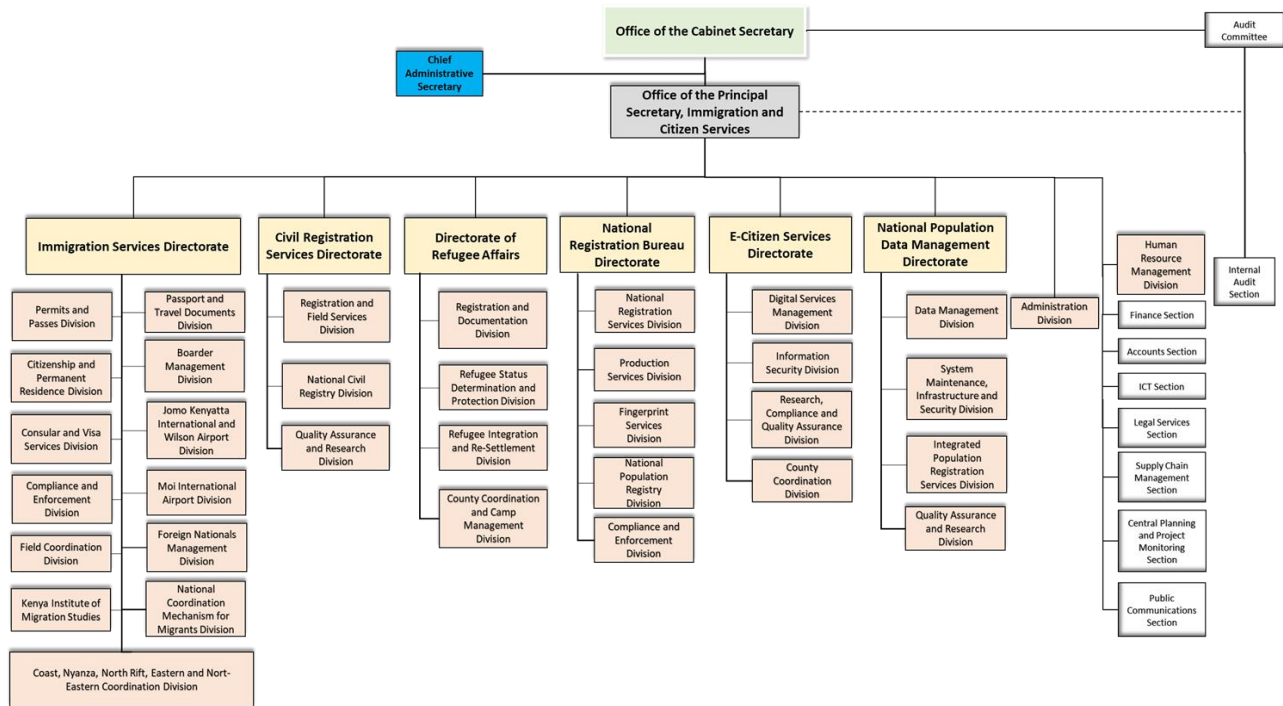 Office of the Cabinet Secretary
Audit
Committee
Chief
Administrative
Secretary
Office of the Principal
Secretary, Immigration and
Citizen Services
Immigration Services Directorate
Civil Registration
Services Directorate
Directorate of
Refugee Affairs
National
Registration Bureau
Directorate
E-Citizen Services
Directorate
National Population
Data Management
Directorate
Human
Resource
Management
Division
Internal
Audit
Section
Permits and
Passes Division
Passport and
Travel Documents
Division
Citizenship and
Permanent
Residence Division
Boarder
Management
Division
Consular and Visa
Services Division
Jomo Kenyatta
International and
Wilson Airport
Division
Compliance and
Enforcement
Division
Moi International
Airport Division
Field Coordination
Division
Foreign Nationals
Management
Division
Kenya Institute of
Migration Studies
National
Coordination
Mechanism for
Migrants Division
Coast, Nyanza, North Rift, Eastern and Nort-
Eastern Coordination Division
Registration and
Field Services
Division
National Civil
Registry Division
Quality Assurance
and Research
Division
Registration and
Documentation
Division
Refugee Status
Determination and
Protection Division
Refugee Integration
and Re-Settlement
Division
County Coordination
and Camp
Management
Division
National
Registration
Services Division
Production
Services Division
Fingerprint
Services
Division
National
Population
Registry
Division
Compliance and
Enforcement
Division
Digital Services
Management
Division
Information
Security Division
Research,
Compliance and
Quality Assurance
Division
County
Coordination
Division
Data Management
Division
System
Maintenance,
Infrastructure and
Security Division
Integrated
Population
Registration
Services Division
Quality Assurance
and Research
Division
Administration
Division
Finance Section
Accounts Section
ICT Section
Legal Services
Section
Supply Chain
Management
Section
Central Planning
and Project
Monitoring
Section
Public
Communications
Section